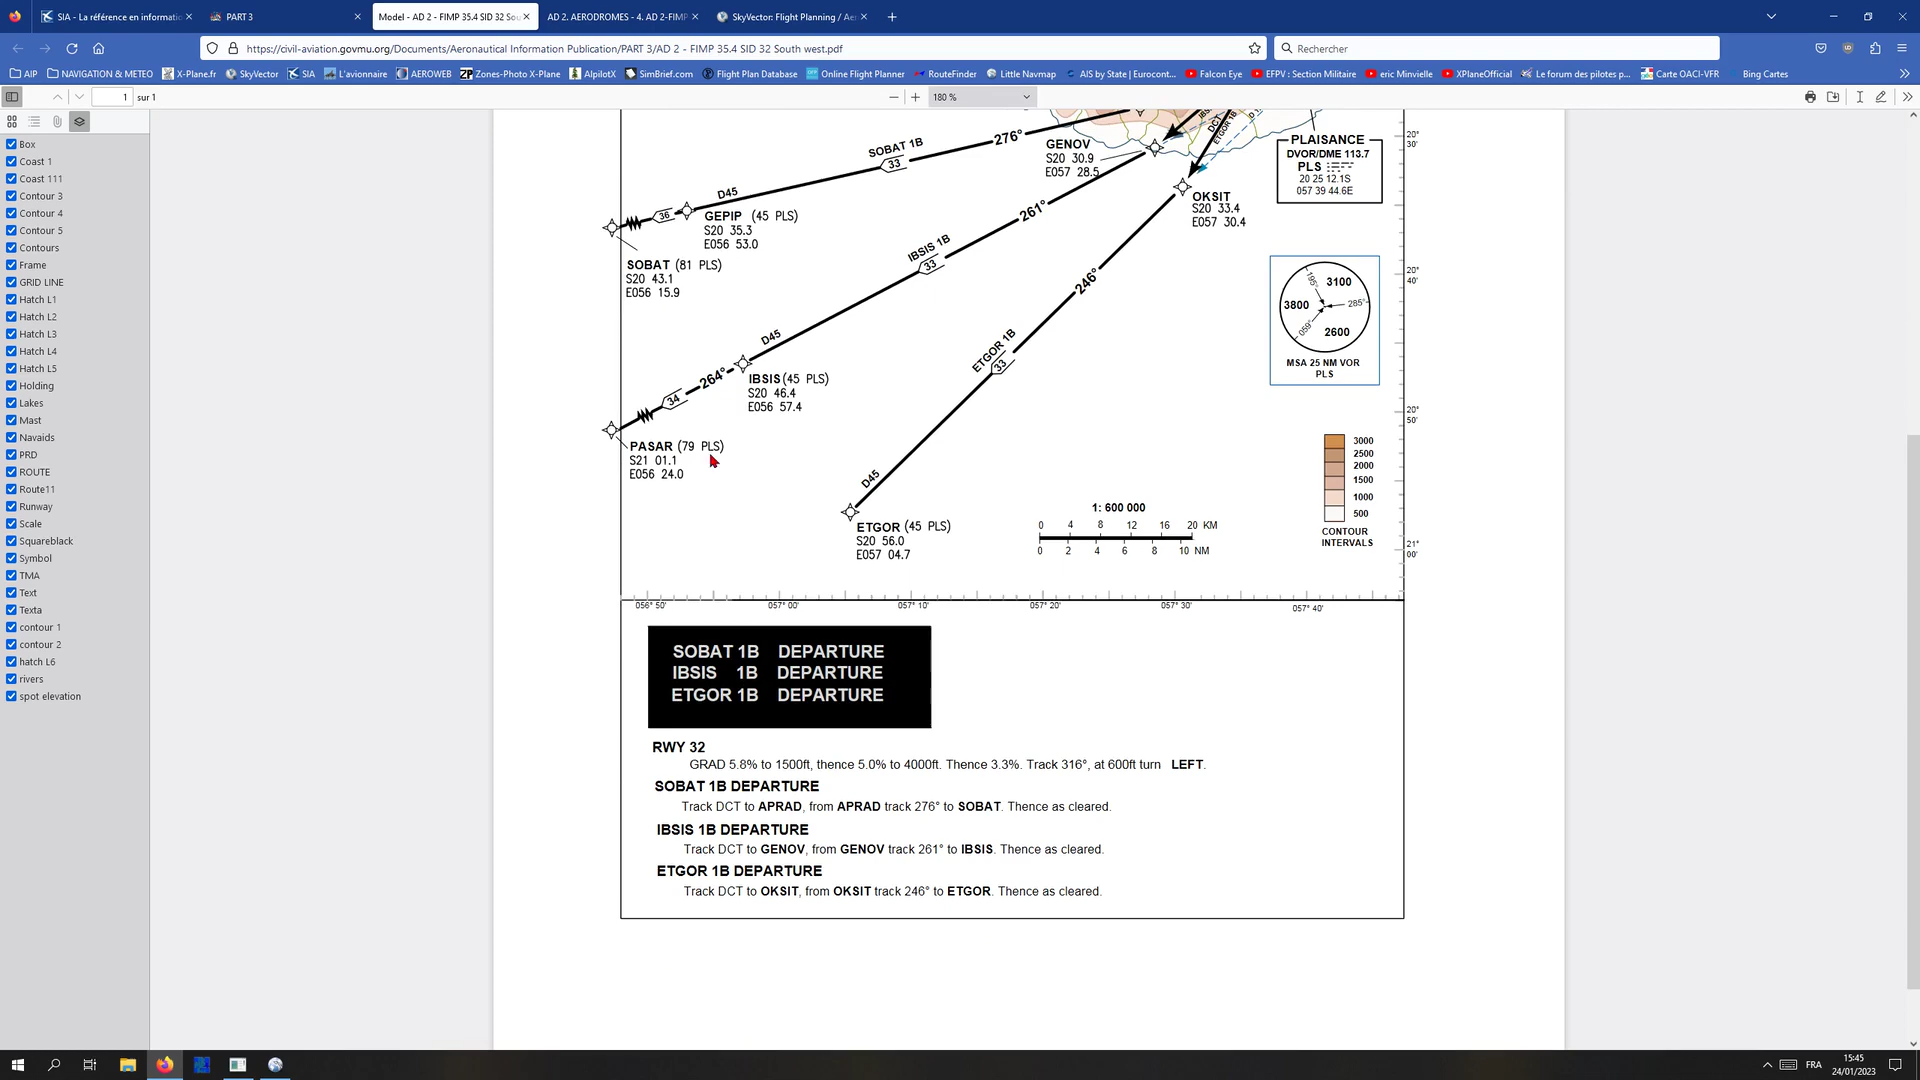 SIA - La référence en informatio
PART 3
Model - AD 2 - FIMP 35.4 SID 32 Sou
AD 2. AERODROMES - 4. AD 2-FIMP
SkyVector: Flight Planning / Ae
https://civil-aviation.govmu.org/Documents/Aeronautical Information Publication/PART 3/AD 2 - FIMP 35.4 SID 32 South west.pdf
Rechercher
AIP
NAVIGATION & METEO
X-Plane.fr
SkyVector
SIA
L'avionnaire
AEROWEB
Zones-Photo X-Plane
AlpilotX
SimBrief.com
Flight Plan Database
Online Flight Planner
RouteFinder
Little Navmap
AIS by State | Eurocont...
Falcon Eye
EFPV : Section Militaire
eric Minvielle
XPlaneOfficial
Le forum des pilotes p...
Carte OACI-VFR
Bing Cartes
1 sur 1
180 %
Box
Coast 1
Coast 111
Contour 3
Contour 4
Contour 5
Contours
Frame
GRID LINE
Hatch L1
Hatch L2
Hatch L3
Hatch L4
Hatch L5
Holding
Lakes
Mast
Navaids
PRD
ROUTE
Route11
Runway
Scale
Squareblack
Symbol
TMA
Text
Texta
contour 1
contour 2
hatch L6
rivers
spot elevation
SOBAT 1B
33
276°
D45
36
GEPIP (45 PLS)
S20 35.3
E056 53.0
SOBAT (81 PLS)
S20 43.1
E056 15.9
GENOV
S20 30.9
E057 28.5
DCT
ETGOR 1B
OKSIT
S20 33.4
E057 30.4
PLAISANCE
DVOR/DME 113.7
PLS
20 25 12.1S
057 39 44.6E
20°
30'
261°
IBSIS 1B
33
D45
264°
34
IBSIS (45 PLS)
S20 46.4
E056 57.4
PASAR (79 PLS)
S21 01.1
E056 24.0
246°
ETGOR 1B
33
D45
ETGOR (45 PLS)
S20 56.0
E057 04.7
195°
3100
285°
3800
059°
2600
MSA 25 NM VOR
PLS
20°
40'
20°
50'
3000
2500
2000
1500
1000
500
CONTOUR
INTERVALS
21°
00'
1: 600 000
0 4 8 12 16 20 KM
0 2 4 6 8 10 NM
056° 50' 057° 00' 057° 10' 057° 20' 057° 30' 057° 40'
SOBAT 1B DEPARTURE
IBSIS 1B DEPARTURE
ETGOR 1B DEPARTURE
RWY 32
GRAD 5.8% to 1500ft, thence 5.0% to 4000ft. Thence 3.3%. Track 316°, at 600ft turn LEFT.
SOBAT 1B DEPARTURE
Track DCT to APRAD, from APRAD track 276° to SOBAT. Thence as cleared.
IBSIS 1B DEPARTURE
Track DCT to GENOV, from GENOV track 261° to IBSIS. Thence as cleared.
ETGOR 1B DEPARTURE
Track DCT to OKSIT, from OKSIT track 246° to ETGOR. Thence as cleared.
FRA
15:45
24/01/2023